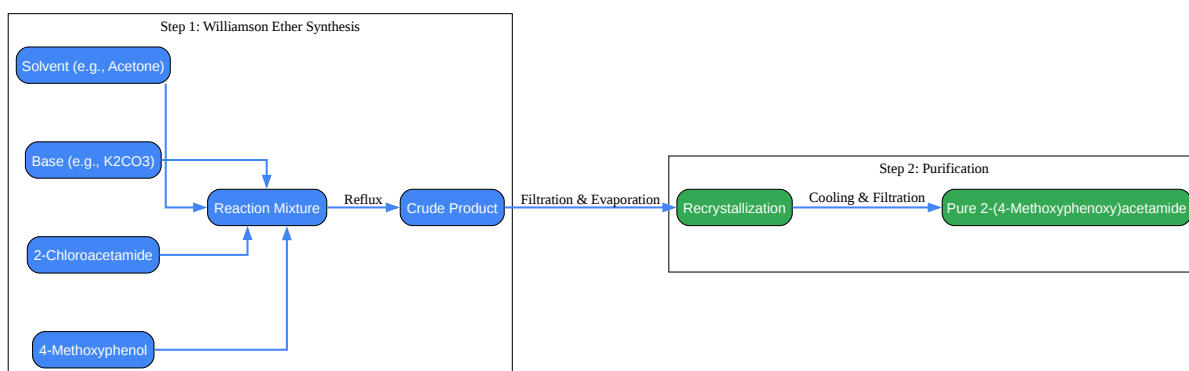 Step 1: Williamson Ether Synthesis
Solvent (e.g., Acetone)
Base (e.g., K2CO3)
2-Chloroacetamide
4-Methoxyphenol
Reaction Mixture
Reflux
Crude Product
Filtration & Evaporation
Step 2: Purification
Recrystallization
Cooling & Filtration
Pure 2-(4-Methoxyphenoxy)acetamide